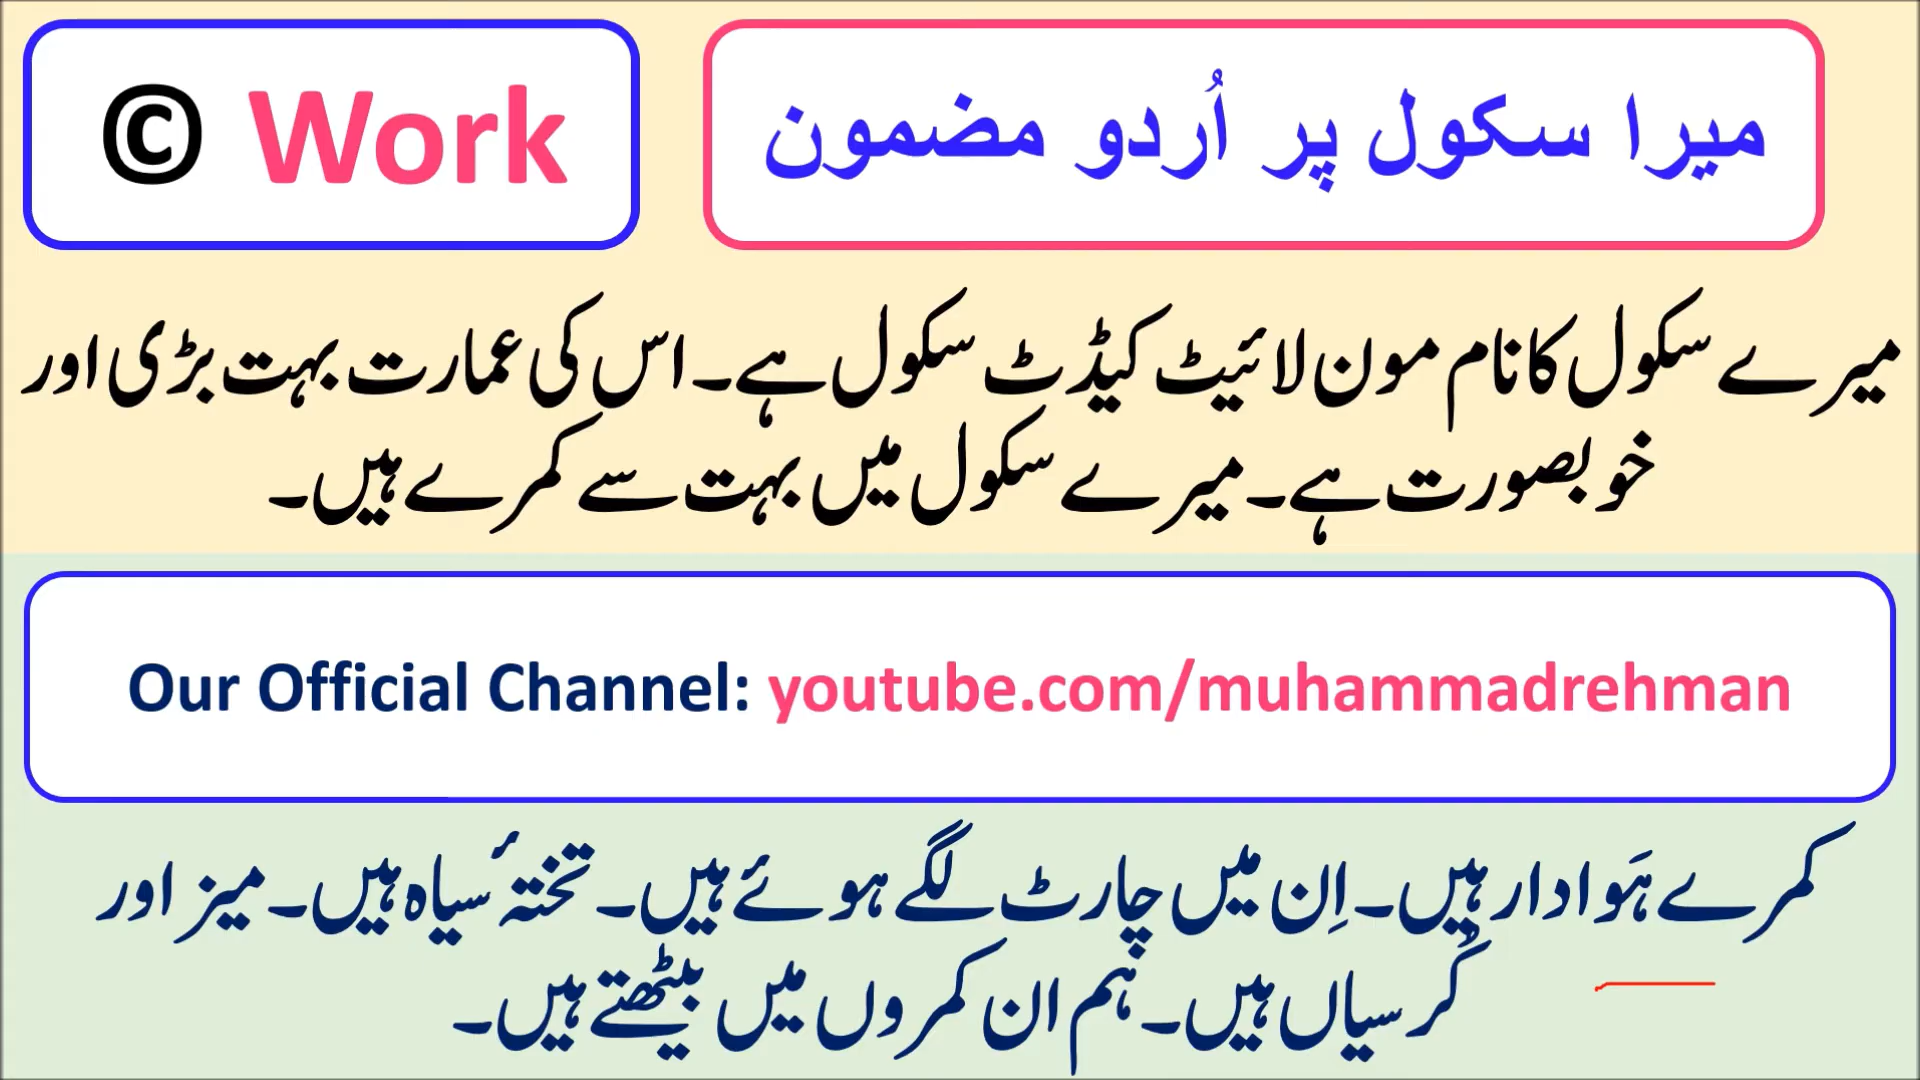 © Work
میرا سکول پر اُردو مضمون
میرے سکول کا نام مون لائیٹ کیڈٹ سکول ہے۔ اس کی عمارت بہت بڑی اور
خوبصورت ہے۔ میرے سکول میں بہت سے کمرے ہیں۔
Our Official Channel: youtube.com/muhammadrehman
کمرے ہَوادار ہیں۔ اِن میں چارٹ لگے ہوئے ہیں۔ تختۂ سیاہ ہیں۔ میز اور
کُرسیاں ہیں۔ ہم ان کمروں میں بیٹھتے ہیں۔